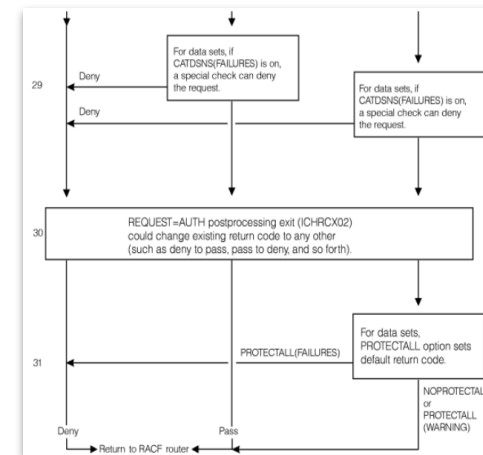 For data sets, if
CATDSNS(FAILURES) is on,
a special check can deny
the request.
29
Deny
For data sets, if
CATDSNS(FAILURES) is on,
a special check can deny
the request.
Deny
30
REQUEST=AUTH postprocessing exit (ICHRCX02)
could change existing return code to any other
(such as deny to pass, pass to deny, and so forth).
For data sets,
PROTECTALL option sets
default return code.
31
PROTECTALL(FAILURES)
NOPROTECTALL
or
PROTECTALL
(WARNING)
Deny
Pass
Return to RACF router